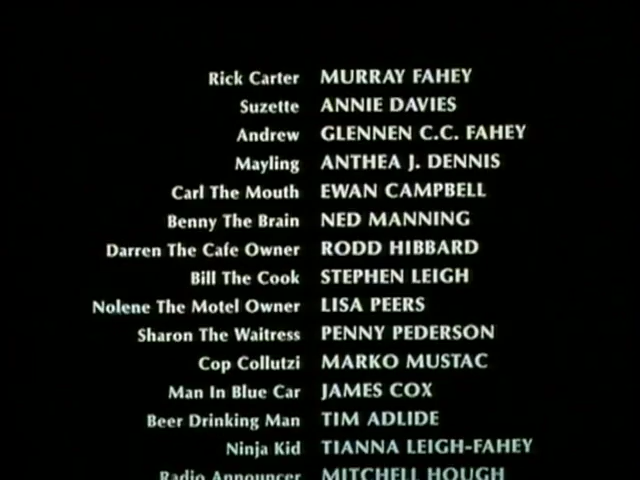 Rick Carter MURRAY FAHEY
Suzette ANNIE DAVIES
Andrew GLENNEN C.C. FAHEY
Mayling ANTHEA J. DENNIS
Carl The Mouth EWAN CAMPBELL
Benny The Brain NED MANNING
Darren The Cafe Owner RODD HIBBARD
Bill The Cook STEPHEN LEIGH
Nolene The Motel Owner LISA PEERS
Sharon The Waitress PENNY PEDERSON
Cop Collutzi MARKO MUSTAC
Man In Blue Car JAMES COX
Beer Drinking Man TIM ADLIDE
Ninja Kid TIANNA LEIGH-FAHEY
Radio Announcer MITCHELL HOUGH